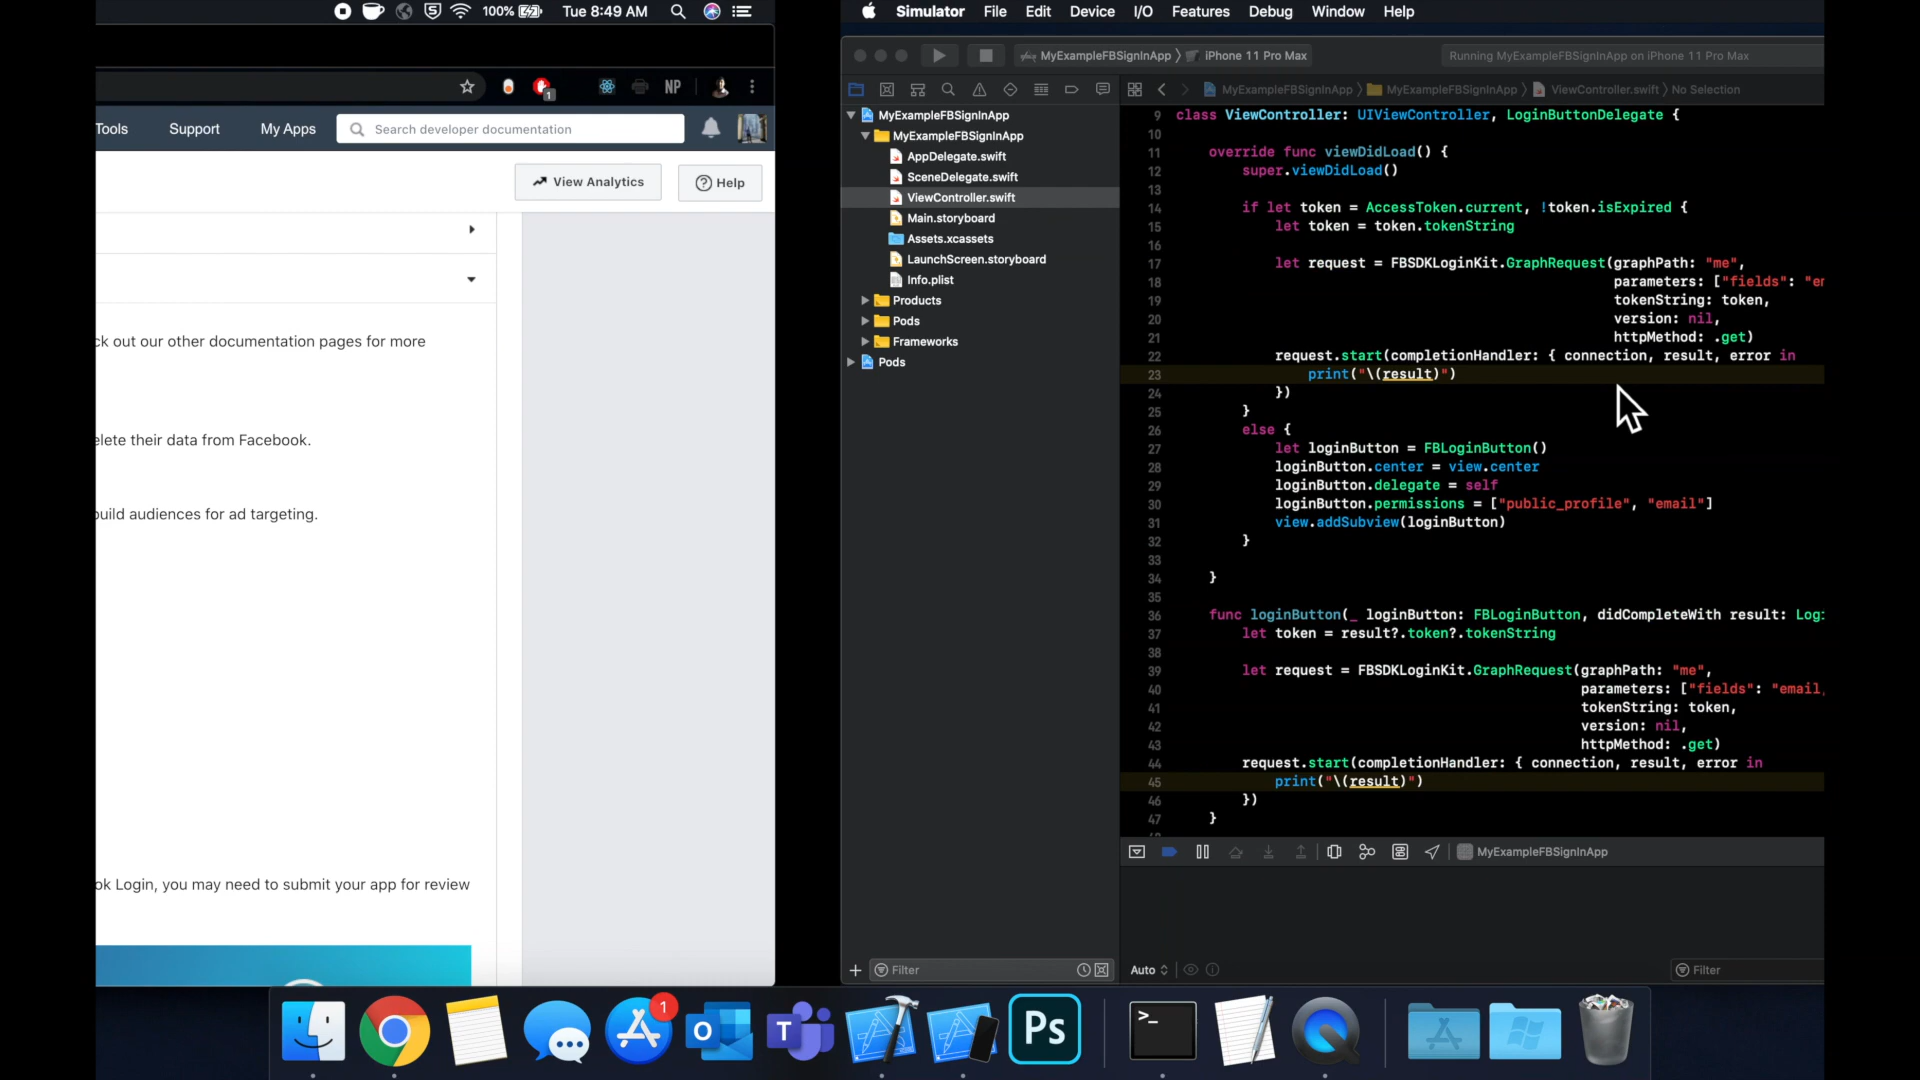 100%
Tue 8:49 AM
1
NP
Tools
Support
My Apps
Search developer documentation
View Analytics
Help
ck out our other documentation pages for more
elete their data from Facebook.
build audiences for ad targeting.
ok Login, you may need to submit your app for review
Simulator File Edit Device I/O Features Debug Window Help
MyExampleFBSignInApp
iPhone 11 Pro Max
Running MyExampleFBSignInApp on iPhone 11 Pro Max
MyExampleFBSignInApp
MyExampleFBSignInApp
ViewController.swift
No Selection
MyExampleFBSignInApp
MyExampleFBSignInApp
AppDelegate.swift
SceneDelegate.swift
ViewController.swift
Main.storyboard
Assets.xcassets
LaunchScreen.storyboard
Info.plist
Products
Pods
Frameworks
Pods
Filter
9 class ViewController: UIViewController, LoginButtonDelegate {
10
11 override func viewDidLoad() {
12 super.viewDidLoad()
13
14 if let token = AccessToken.current, !token.isExpired {
15 let token = token.tokenString
16
17 let request = FBSDKLoginKit.GraphRequest(graphPath: "me",
18 parameters: ["fields": "em
19 tokenString: token,
20 version: nil,
21 httpMethod: .get)
22 request.start(completionHandler: { connection, result, error in
23 print("\(result)")
24 })
25 }
26 else {
27 let loginButton = FBLoginButton()
28 loginButton.center = view.center
29 loginButton.delegate = self
30 loginButton.permissions = ["public_profile", "email"]
31 view.addSubview(loginButton)
32 }
33
34 }
35
36 func loginButton(_ loginButton: FBLoginButton, didCompleteWith result: Logi
37 let token = result?.token?.tokenString
38
39 let request = FBSDKLoginKit.GraphRequest(graphPath: "me",
40 parameters: ["fields": "email,
41 tokenString: token,
42 version: nil,
43 httpMethod: .get)
44 request.start(completionHandler: { connection, result, error in
45 print("\(result)")
46 })
47 }
MyExampleFBSignInApp
Auto
Filter
1
Ps